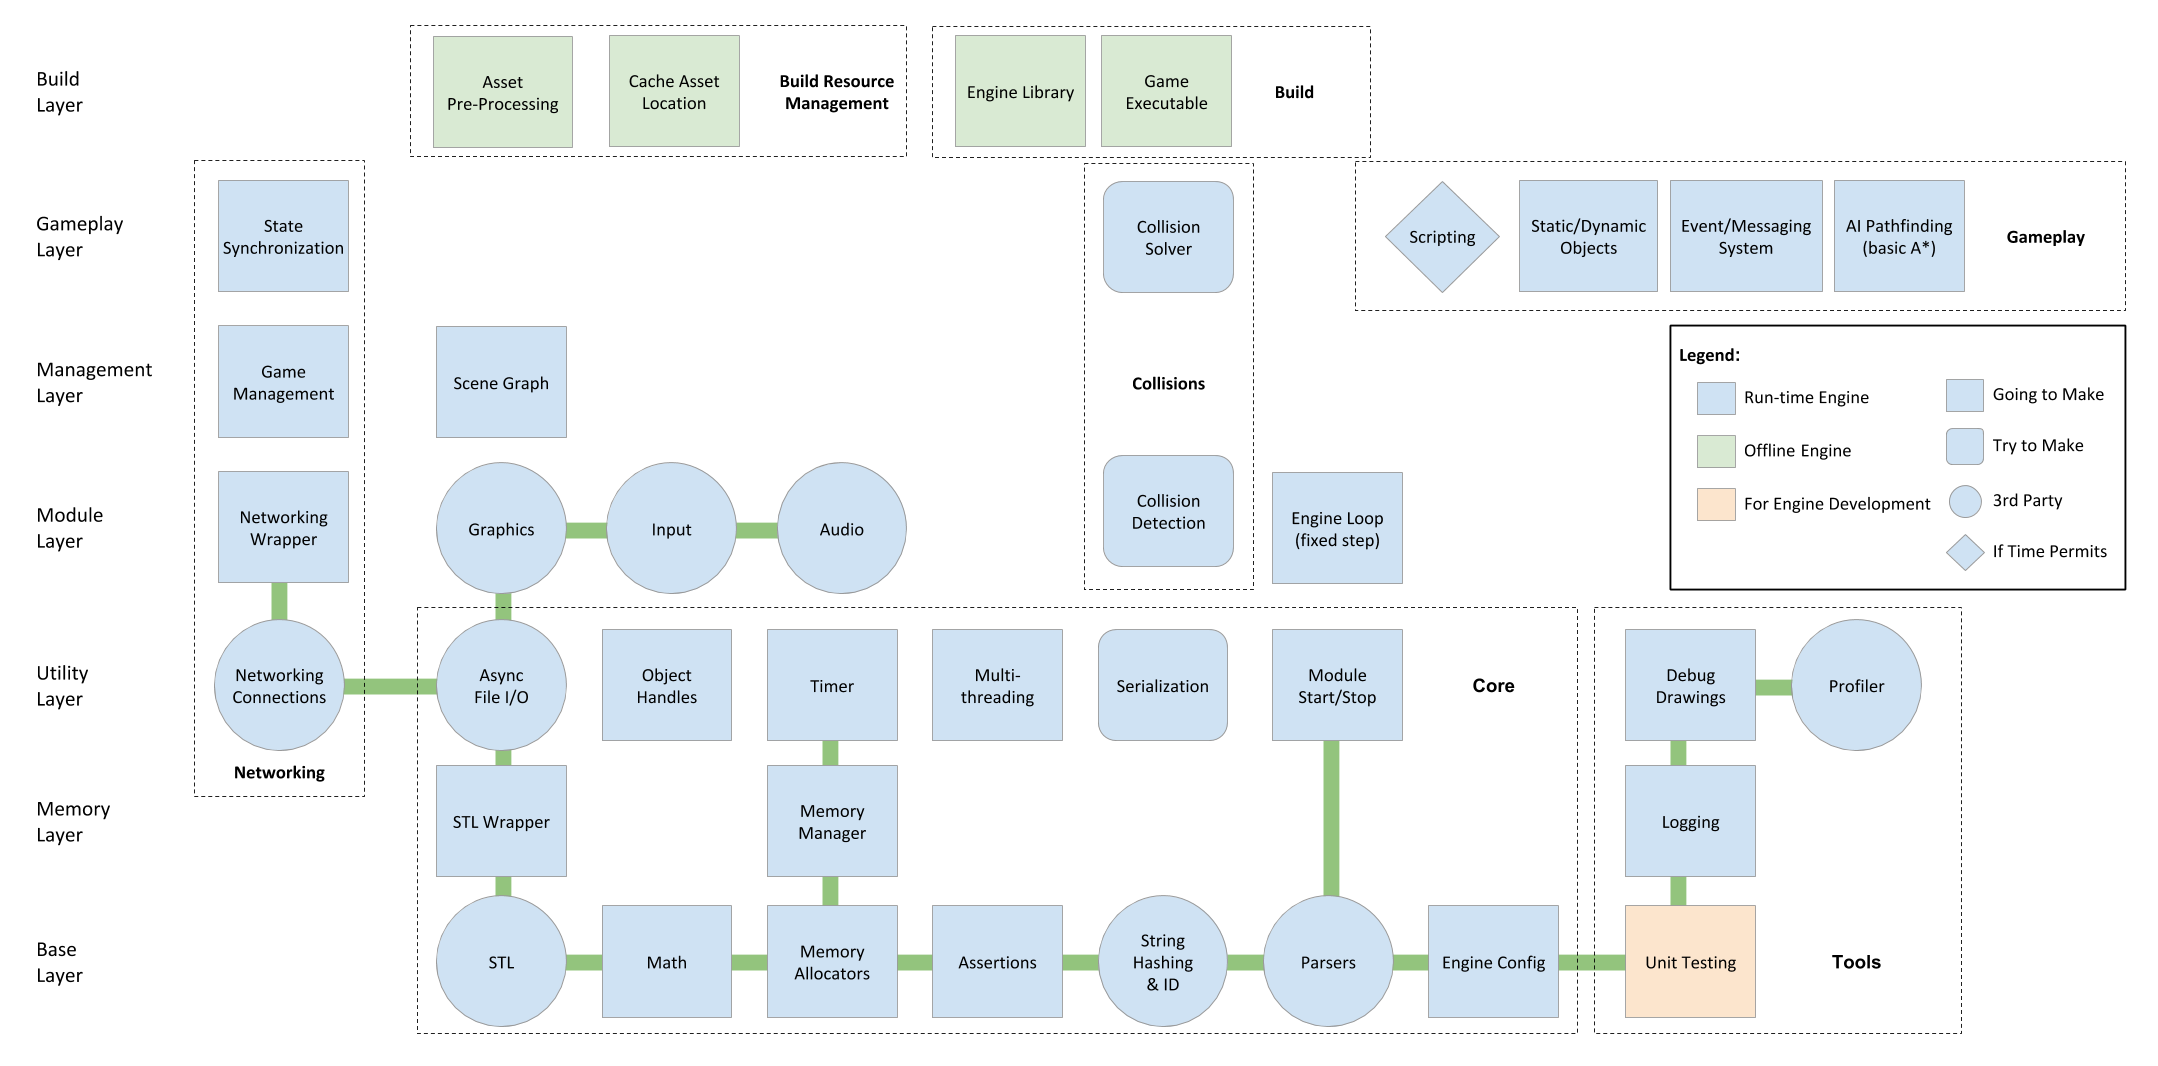 Build
Layer
Asset
Pre-Processing
Cache Asset
Location
Build Resource
Management
Engine Library
Game
Executable
Build
Gameplay
Layer
State
Synchronization
Collision
Solver
Scripting
Static/Dynamic
Objects
Event/Messaging
System
AI Pathfinding
(basic A*)
Gameplay
Management
Layer
Game
Management
Scene Graph
Collisions
Legend:
Run-time Engine
Going to Make
Offline Engine
Try to Make
For Engine Development
3rd Party
If Time Permits
Module
Layer
Networking
Wrapper
Graphics
Input
Audio
Collision
Detection
Engine Loop
(fixed step)
Utility
Layer
Networking
Connections
Async
File I/O
Object
Handles
Timer
Multi-
threading
Serialization
Module
Start/Stop
Core
Debug
Drawings
Profiler
Networking
Memory
Layer
STL Wrapper
Memory
Manager
Logging
Base
Layer
STL
Math
Memory
Allocators
Assertions
String
Hashing
& ID
Parsers
Engine Config
Unit Testing
Tools